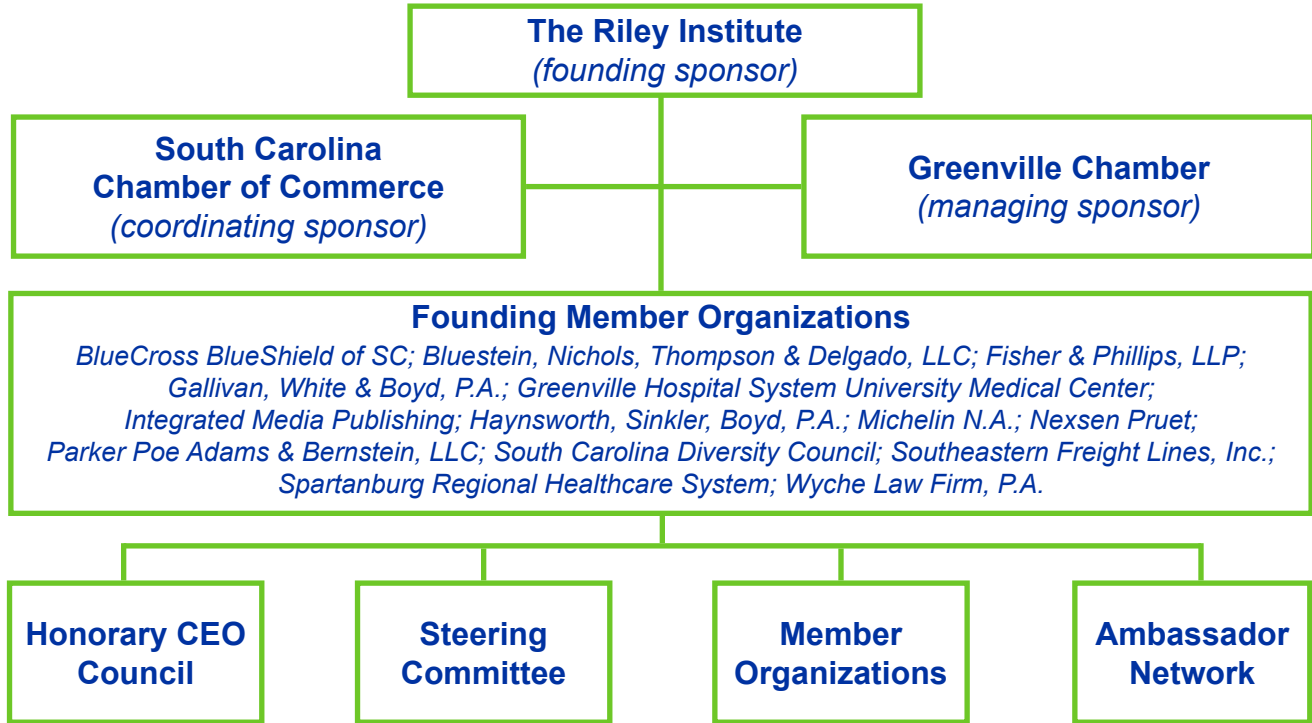 The Riley Institute
(founding sponsor)
South Carolina
Chamber of Commerce
(coordinating sponsor)
Greenville Chamber
(managing sponsor)
Founding Member Organizations
BlueCross BlueShield of SC; Bluestein, Nichols, Thompson & Delgado, LLC; Fisher & Phillips, LLP;
Gallivan, White & Boyd, P.A.; Greenville Hospital System University Medical Center;
Integrated Media Publishing; Haynsworth, Sinkler, Boyd, P.A.; Michelin N.A.; Nexsen Pruet;
Parker Poe Adams & Bernstein, LLC; South Carolina Diversity Council; Southeastern Freight Lines, Inc.;
Spartanburg Regional Healthcare System; Wyche Law Firm, P.A.
Honorary CEO
Council
Steering
Committee
Member
Organizations
Ambassador
Network